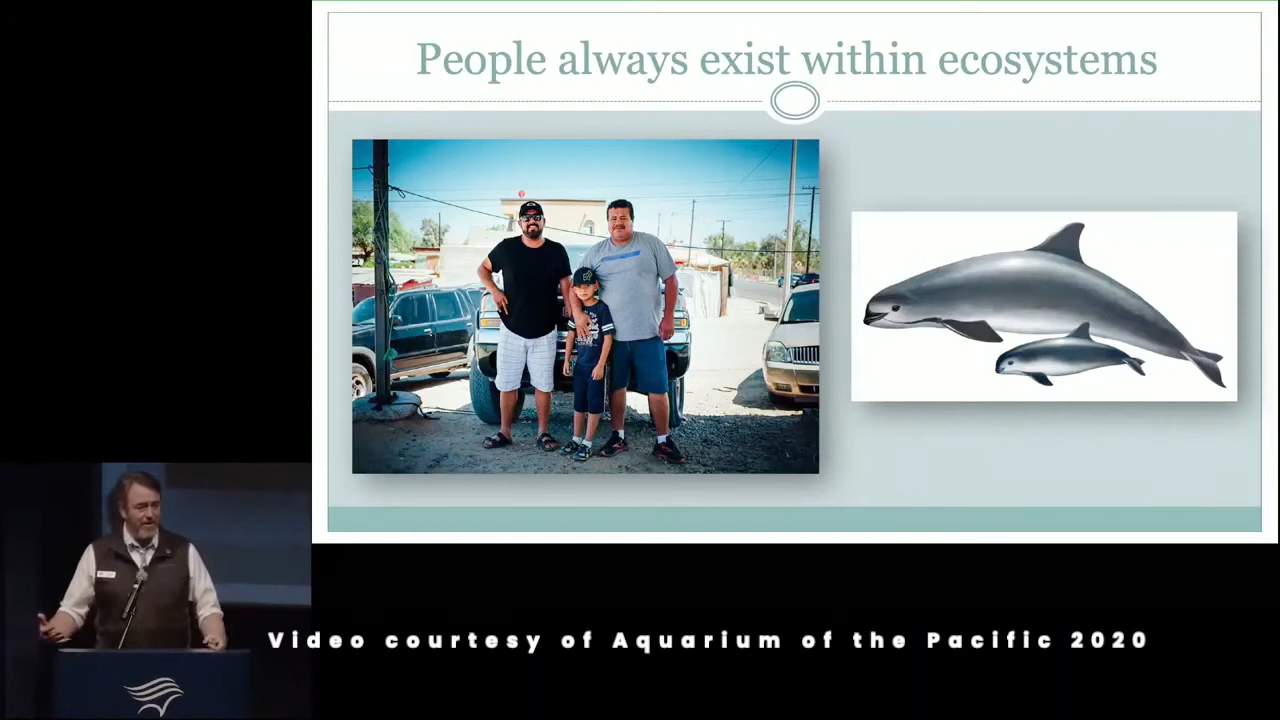 People always exist within ecosystems
Video courtesy of Aquarium of the Pacific 2020